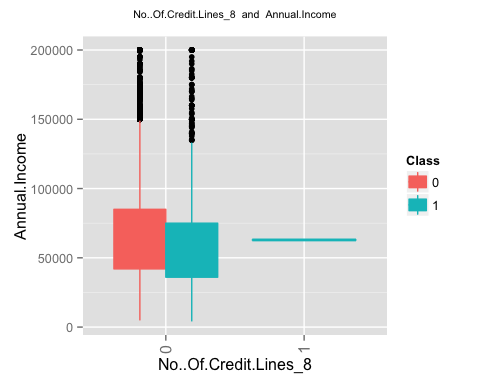 No..Of.Credit.Lines_8 and Annual.Income
200000
150000
100000
50000
0
Annual.Income
0
1
No..Of.Credit.Lines_8
Class
0
1